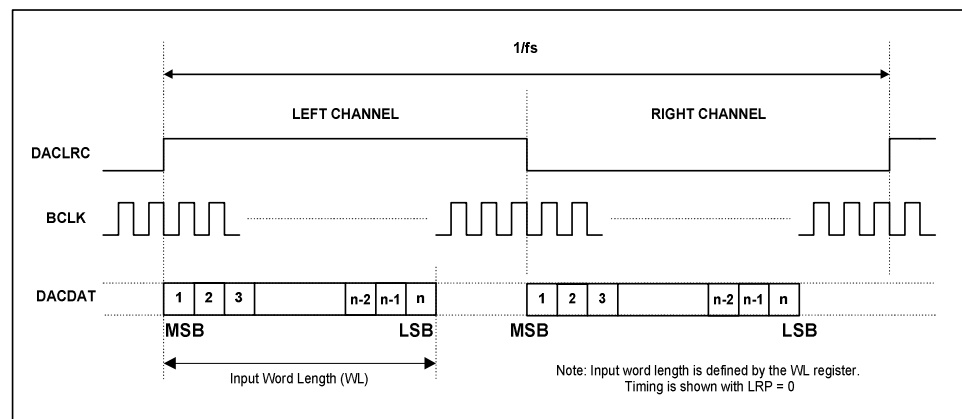 1/fs
LEFT CHANNEL RIGHT CHANNEL
DACLRC
BCLK
DACDAT 1 2 3 n-2 n-1 n 1 2 3 n-2 n-1 n
MSB LSB MSB LSB
Input Word Length (WL)
Note: Input word length is defined by the WL register.
Timing is shown with LRP = 0